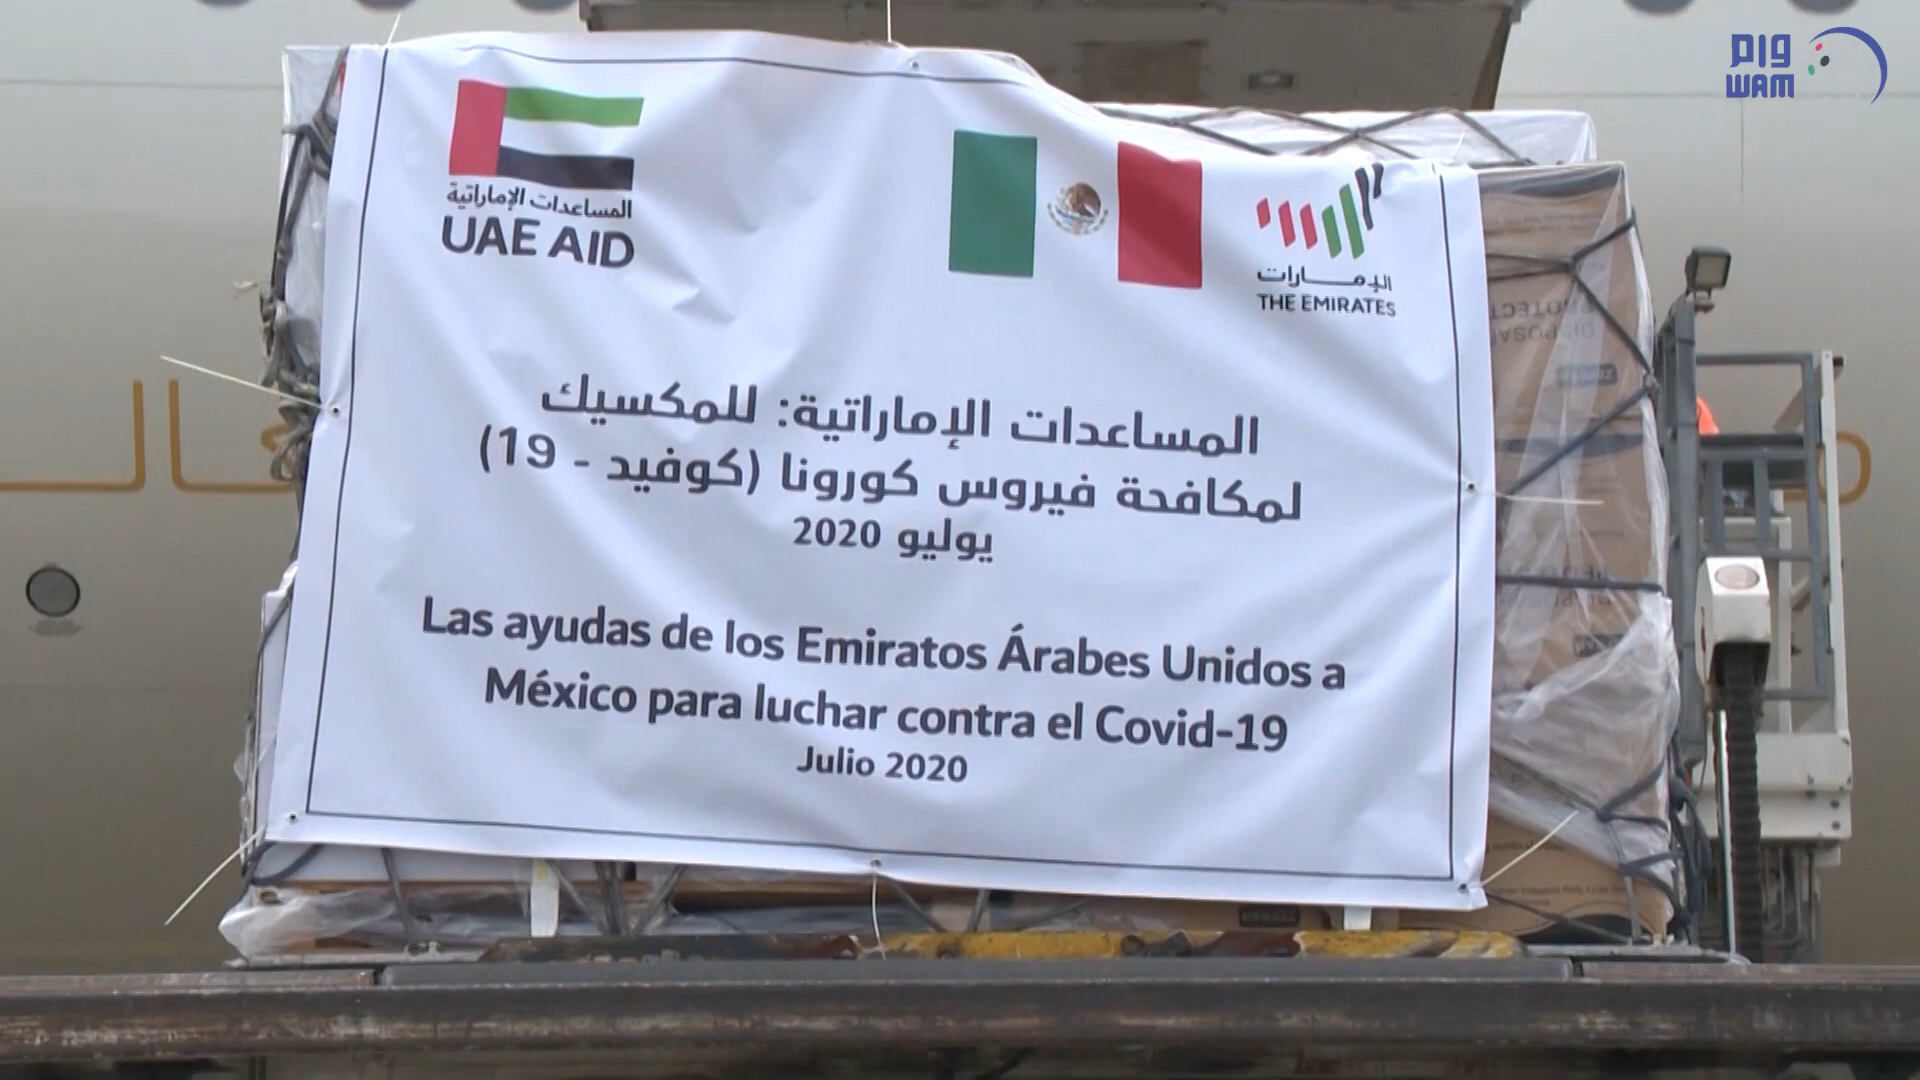 وام
WAM
المساعدات الإماراتية
UAE AID
الإمارات
THE EMIRATES
المساعدات الإماراتية: للمكسيك
لمكافحة فيروس كورونا (كوفيد - 19)
يوليو 2020
Las ayudas de los Emiratos Árabes Unidos a
México para luchar contra el Covid-19
Julio 2020